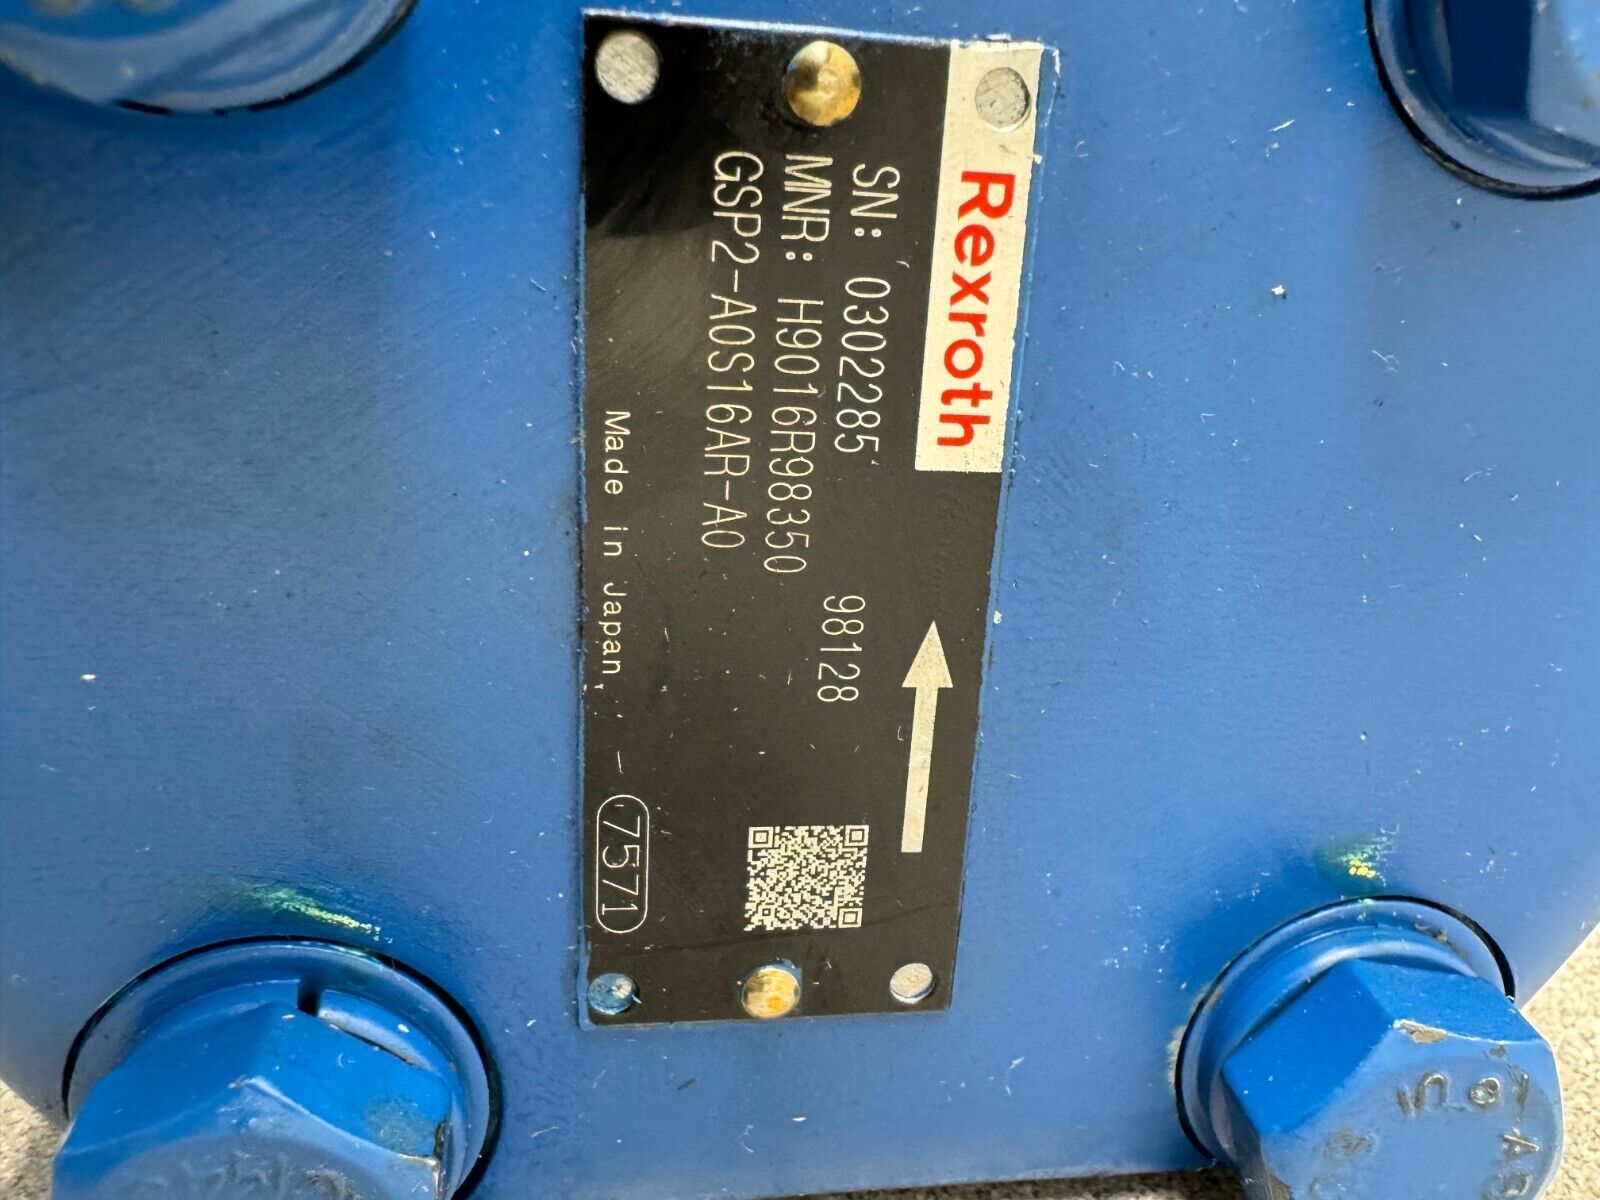 Rexroth
SN: 0302285
98128
MNR: H9016R98350
GSP2-A0S16AR-A0
Made in Japan
7571